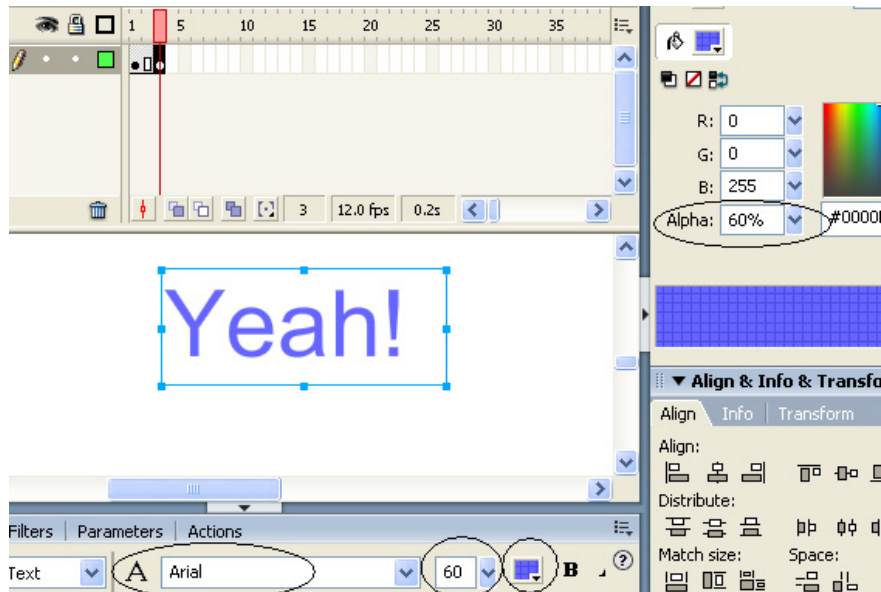 1 5 10 15 20 25 30 35
3 12.0 fps 0.2s
Yeah!
Filters Parameters Actions
Text A Arial 60 B ?
R: 0
G: 0
B: 255
Alpha: 60% #0000
Align & Info & Transfo
Align Info Transform
Align:
Distribute:
Match size: Space: